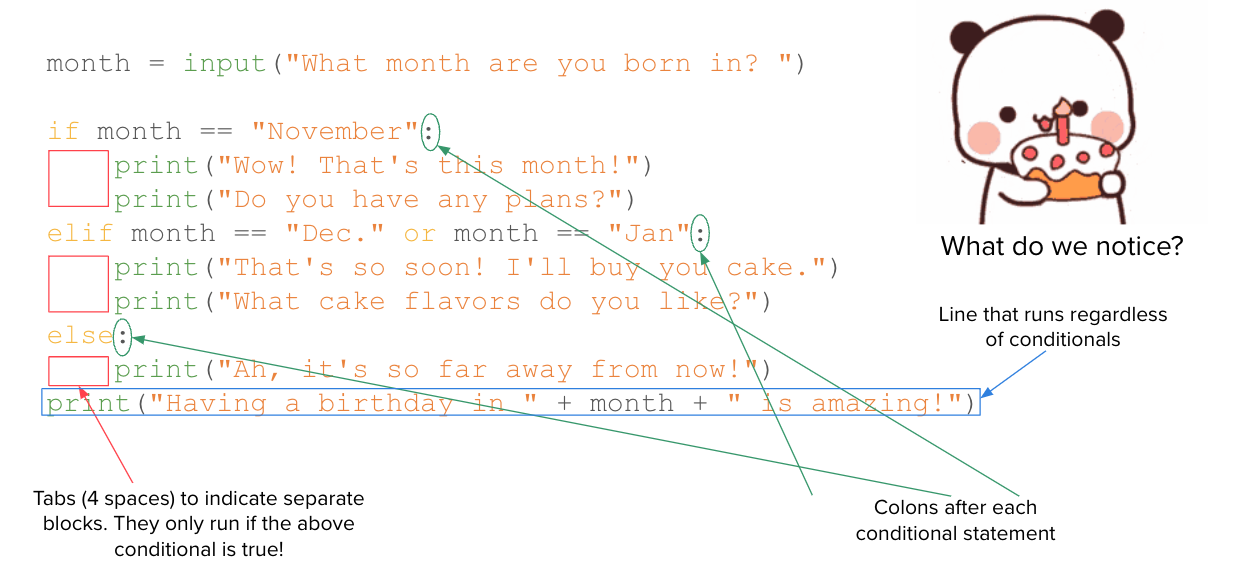 month = input("What month are you born in? ")
if month == "November":
    print("Wow! That's this month!")
    print("Do you have any plans?")
elif month == "Dec." or month == "Jan":
    print("That's so soon! I'll buy you cake.")
    print("What cake flavors do you like?")
else:
    print("Ah, it's so far away from now!")
print("Having a birthday in " + month + " is amazing!")
What do we notice?
Line that runs regardless
of conditionals
Tabs (4 spaces) to indicate separate
blocks. They only run if the above
conditional is true!
Colons after each
conditional statement